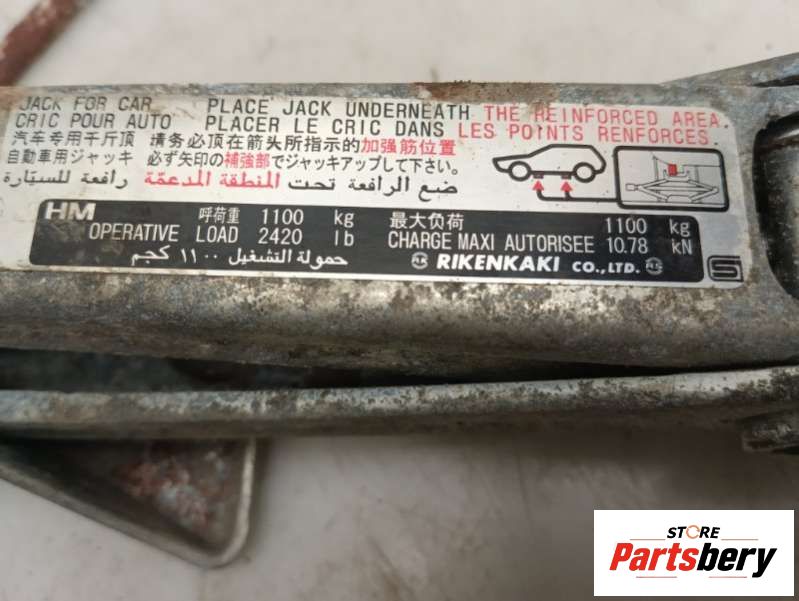 JACK FOR CAR PLACE JACK UNDERNEATH THE REINFORCED AREA.
CRIC POUR AUTO PLACER LE CRIC DANS LES POINTS RENFORCES.
汽车专用千斤顶 请务必顶在箭头所指示的加强筋位置
自動車用ジャッキ 必ず矢印の補強部でジャッキアップして下さい。
رافعة للسيّارة ضع الرافعة تحت المنطقة المدعمّة
HM 呼荷重 1100 kg 最大负荷 1100 kg
OPERATIVE LOAD 2420 lb CHARGE MAXI AUTORISEE 10.78 kN
حمولة التشغيل ١١٠٠ كجم RIKENKAKI CO.,LTD.
S
STORE
Partsbery